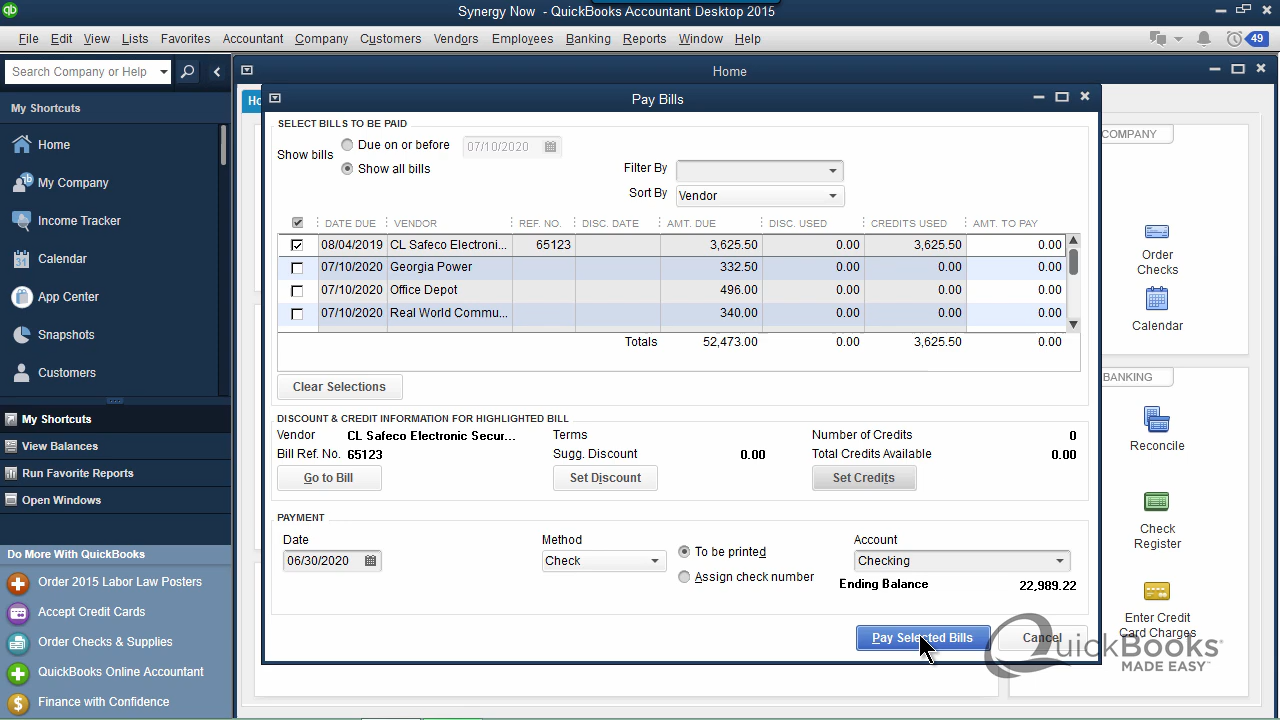 Synergy Now - QuickBooks Accountant Desktop 2015
File Edit View Lists Favorites Accountant Company Customers Vendors Employees Banking Reports Window Help
49
Search Company or Help
My Shortcuts
Home
My Company
Income Tracker
Calendar
App Center
Snapshots
Customers
My Shortcuts
View Balances
Run Favorite Reports
Open Windows
Do More With QuickBooks
Order 2015 Labor Law Posters
Accept Credit Cards
Order Checks & Supplies
QuickBooks Online Accountant
Finance with Confidence
Home
Ho
Pay Bills
SELECT BILLS TO BE PAID
Show bills
Due on or before 07/10/2020
Show all bills
Filter By
Sort By Vendor
DATE DUE VENDOR REF. NO. DISC. DATE AMT. DUE DISC. USED CREDITS USED AMT. TO PAY
08/04/2019 CL Safeco Electroni... 65123 3,625.50 0.00 3,625.50 0.00
07/10/2020 Georgia Power 332.50 0.00 0.00 0.00
07/10/2020 Office Depot 496.00 0.00 0.00 0.00
07/10/2020 Real World Commu... 340.00 0.00 0.00 0.00
Totals 52,473.00 0.00 3,625.50 0.00
Clear Selections
DISCOUNT & CREDIT INFORMATION FOR HIGHLIGHTED BILL
Vendor CL Safeco Electronic Secur... Terms Number of Credits 0
Bill Ref. No. 65123 Sugg. Discount 0.00 Total Credits Available 0.00
Go to Bill Set Discount Set Credits
PAYMENT
Date Method Account
06/30/2020 Check To be printed Checking
Assign check number Ending Balance 22,989.22
Pay Selected Bills Cancel
COMPANY
Order
Checks
Calendar
BANKING
Reconcile
Check
Register
Enter Credit
Card Charges
QuickBooks
MADE EASY